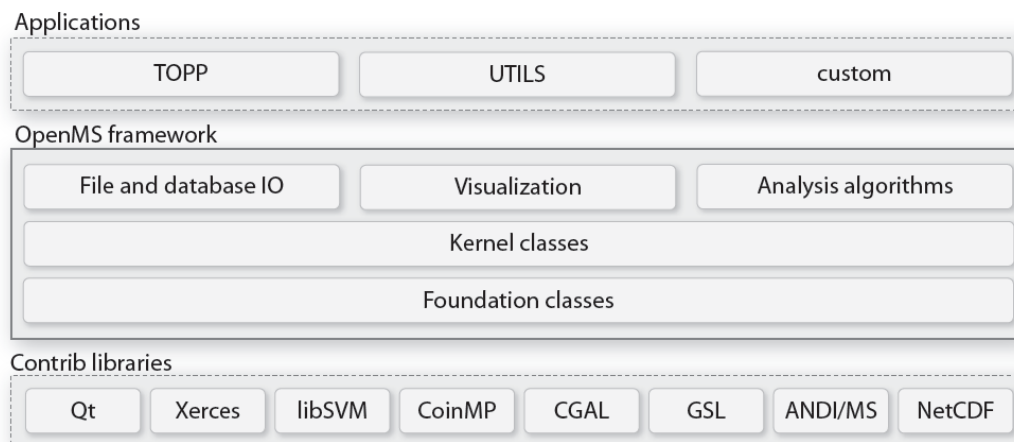 Applications
TOPP UTILS custom
OpenMS framework
File and database IO Visualization Analysis algorithms
Kernel classes
Foundation classes
Contrib libraries
Qt Xerces libSVM CoinMP CGAL GSL ANDI/MS NetCDF